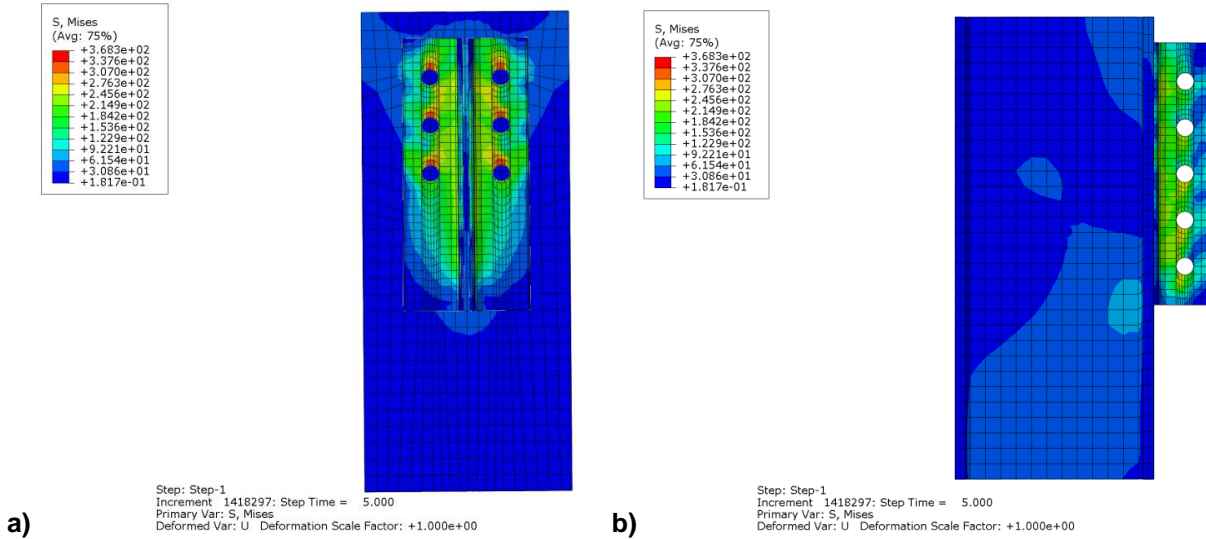 S, Mises
(Avg: 75%)
+3.683e+02
+3.376e+02
+3.070e+02
+2.763e+02
+2.456e+02
+2.149e+02
+1.842e+02
+1.536e+02
+1.229e+02
+9.221e+01
+6.154e+01
+3.086e+01
+1.817e-01
Step: Step-1
Increment 1418297: Step Time = 5.000
Primary Var: S, Mises
Deformed Var: U Deformation Scale Factor: +1.000e+00
a)
S, Mises
(Avg: 75%)
+3.683e+02
+3.376e+02
+3.070e+02
+2.763e+02
+2.456e+02
+2.149e+02
+1.842e+02
+1.536e+02
+1.229e+02
+9.221e+01
+6.154e+01
+3.086e+01
+1.817e-01
Step: Step-1
Increment 1418297: Step Time = 5.000
Primary Var: S, Mises
Deformed Var: U Deformation Scale Factor: +1.000e+00
b)